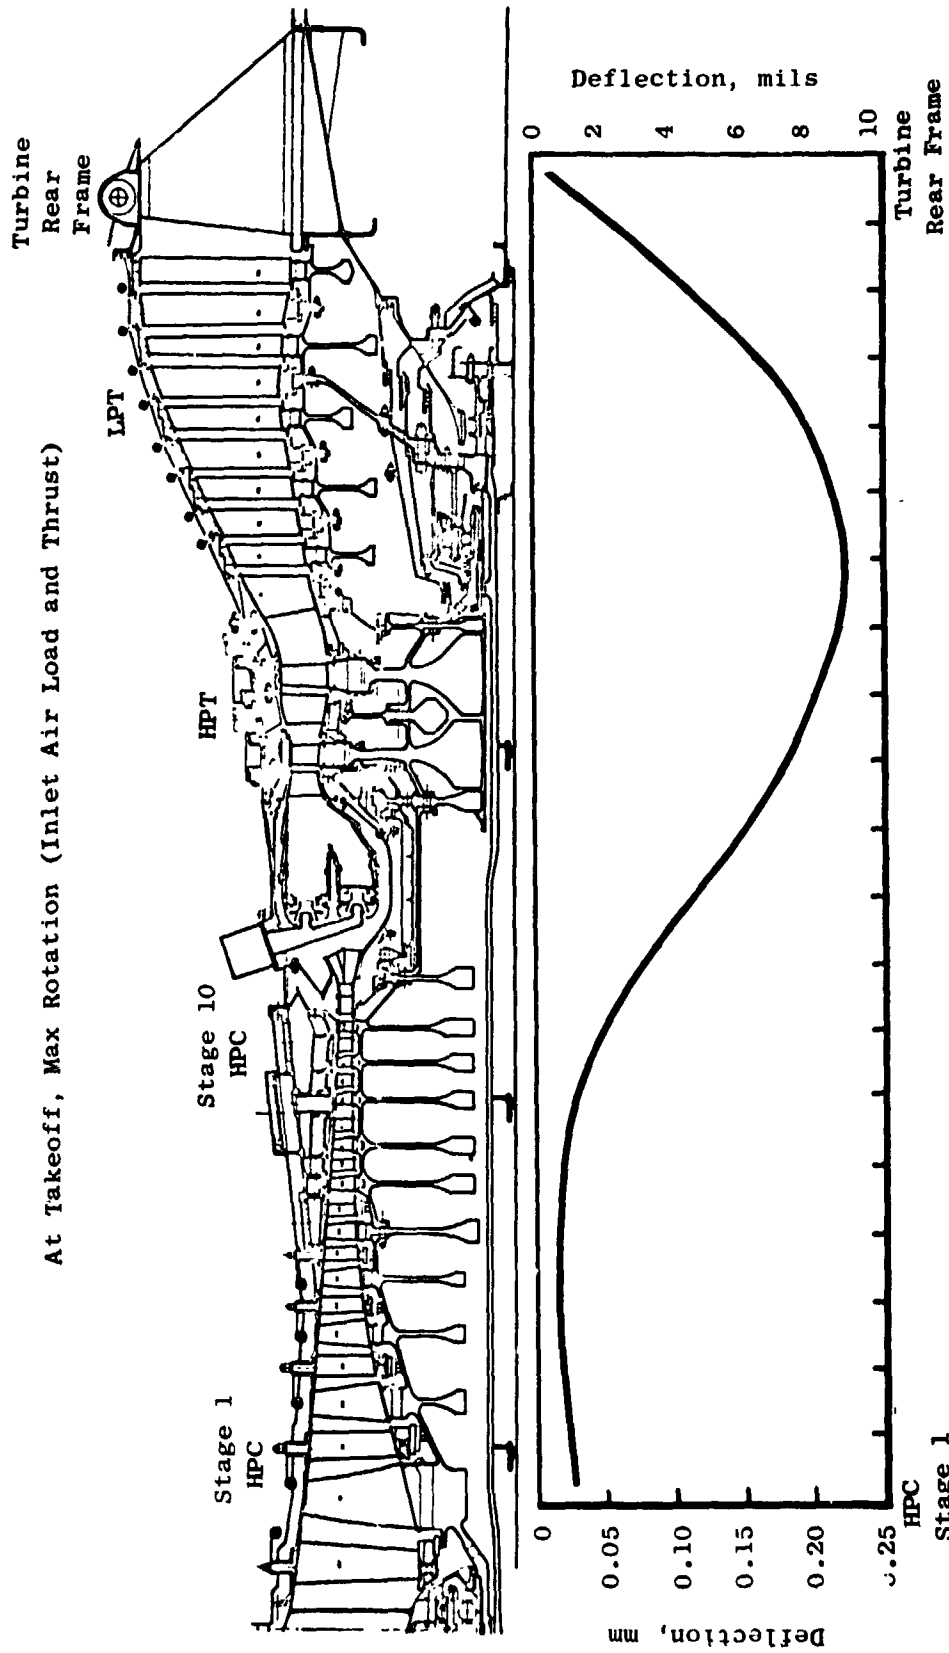 At Takeoff, Max Rotation (Inlet Air Load and Thrust)
Turbine
Rear
Frame
LPT
HPT
Stage 10
HPC
Stage 1
HPC
Deflection, mm
0
0.05
0.10
0.15
0.20
0.25
Deflection, mils
0
2
4
6
8
10
HPC
Stage 1
Turbine
Rear Frame